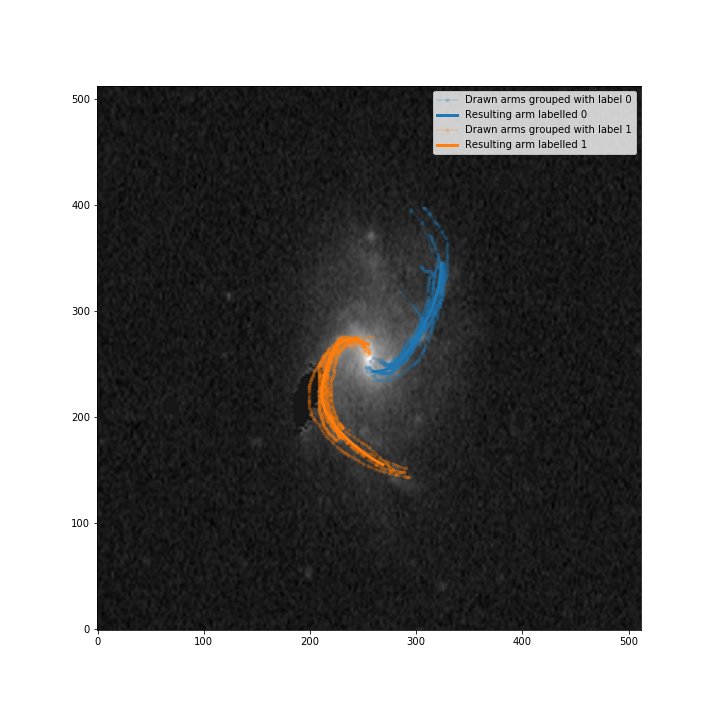 Drawn arms grouped with label 0
Resulting arm labelled 0
Drawn arms grouped with label 1
Resulting arm labelled 1
500
400
300
200
100
0
0 100 200 300 400 500